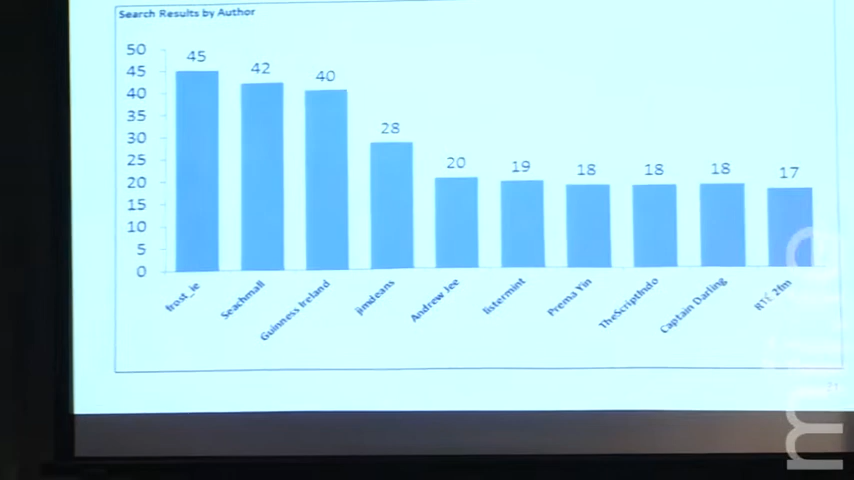 Search Results by Author
50
45
40
35
30
25
20
15
10
5
0
45
42
40
28
20
19
18
18
18
17
frost_ie
Seachmall
Guinness Ireland
jimdeans
Andrew Jee
listermint
Prema Yin
TheScriptIndo
Captain Darling
RTÉ 2fm